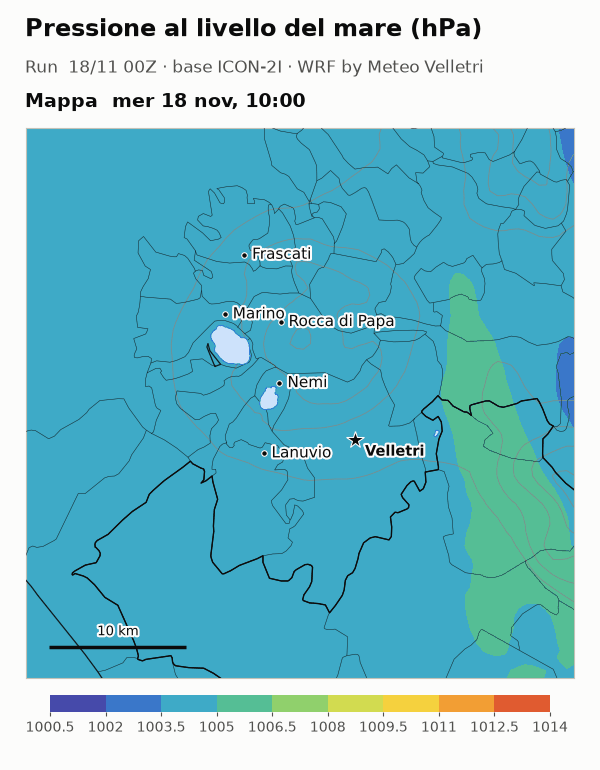 Pressione al livello del mare (hPa)
Run  18/11 00Z · base ICON-2I · WRF by Meteo Velletri
Mappa  mer 18 nov, 10:00
Frascati
Marino
Rocca di Papa
Nemi
Velletri
Lanuvio
10 km
1000.5 1002 1003.5 1005 1006.5 1008 1009.5 1011 1012.5 1014